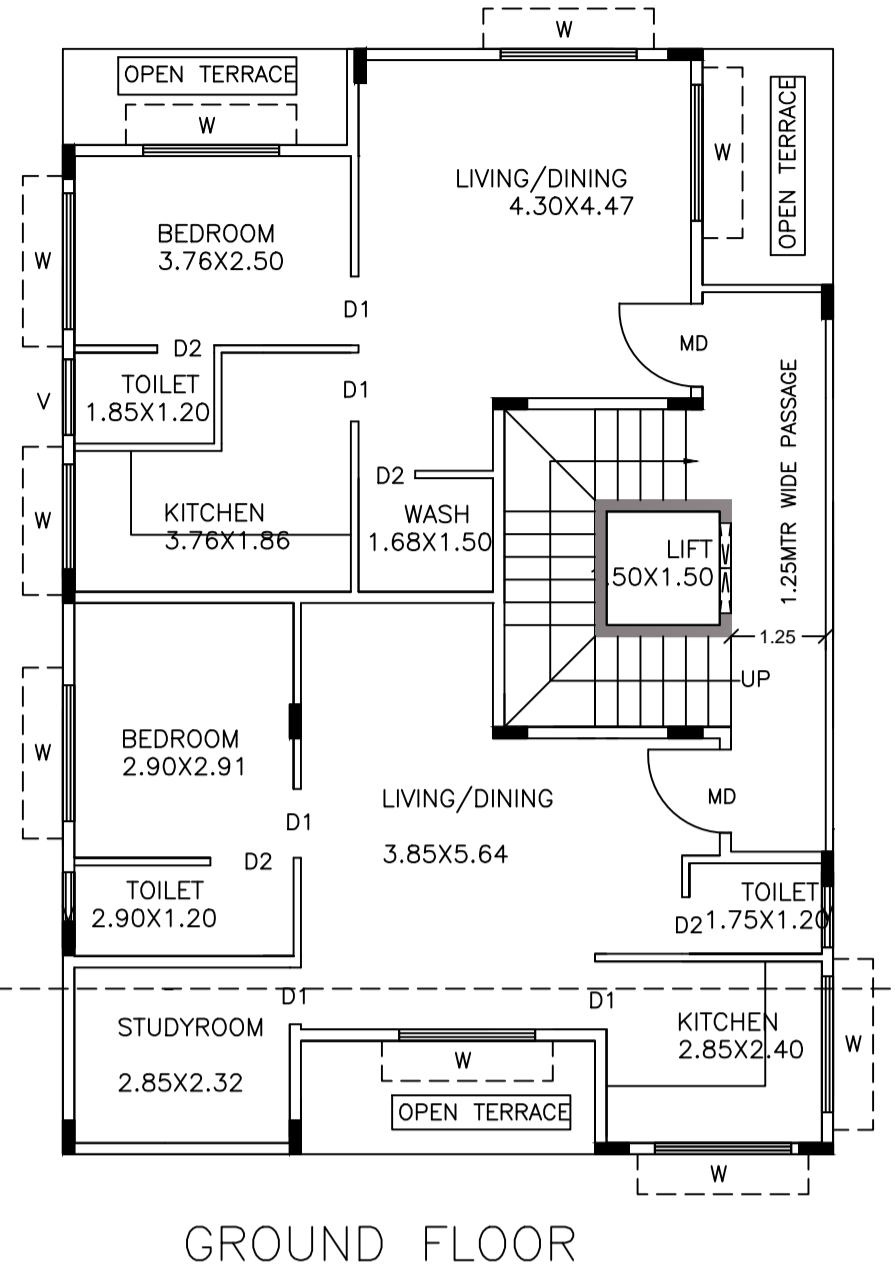 W
OPEN TERRACE
W
OPEN TERRACE
W
LIVING/DINING
4.30X4.47
BEDROOM
3.76X2.50
W
D1
MD
D2
TOILET
1.85X1.20
V
D1
1.25MTR WIDE PASSAGE
D2
W
KITCHEN
3.76X1.86
WASH
1.68X1.50
LIFT
.50X1.50
1.25
UP
W
BEDROOM
2.90X2.91
LIVING/DINING
3.85X5.64
MD
D1
D2
TOILET
2.90X1.20
TOILET
D2 1.75X1.20
D1
D1
STUDYROOM
2.85X2.32
KITCHEN
2.85X2.40
W
W
OPEN TERRACE
W
GROUND FLOOR